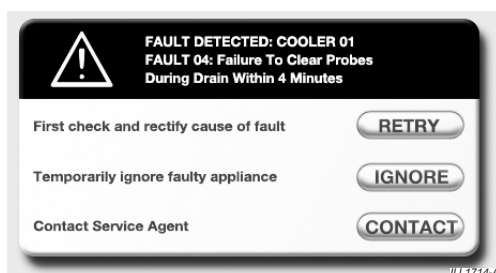 FAULT DETECTED: COOLER 01
FAULT 04: Failure To Clear Probes
During Drain Within 4 Minutes
First check and rectify cause of fault RETRY
Temporarily ignore faulty appliance IGNORE
Contact Service Agent CONTACT